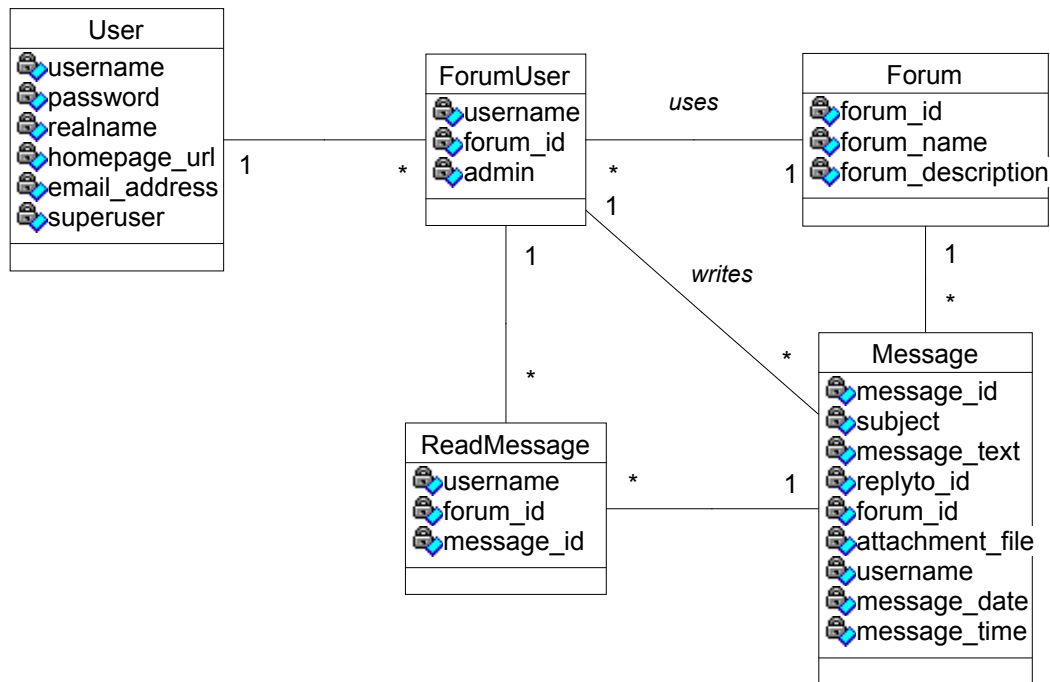 User
username
password
realname
homepage_url
email_address
superuser
1
*
ForumUser
username
forum_id
admin
uses
*
1
Forum
forum_id
forum_name
forum_description
1
writes
*
1
*
1
*
ReadMessage
username
forum_id
message_id
*
1
Message
message_id
subject
message_text
replyto_id
forum_id
attachment_file
username
message_date
message_time